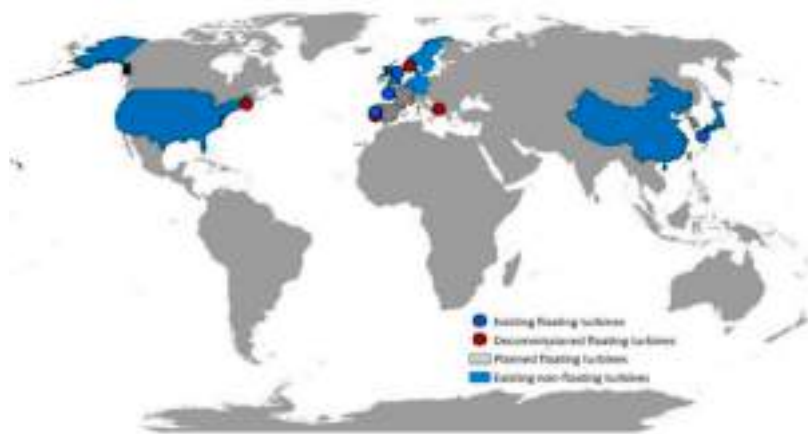 Existing floating turbines
Decommissioned floating turbines
Planned floating turbines
Existing non-floating turbines